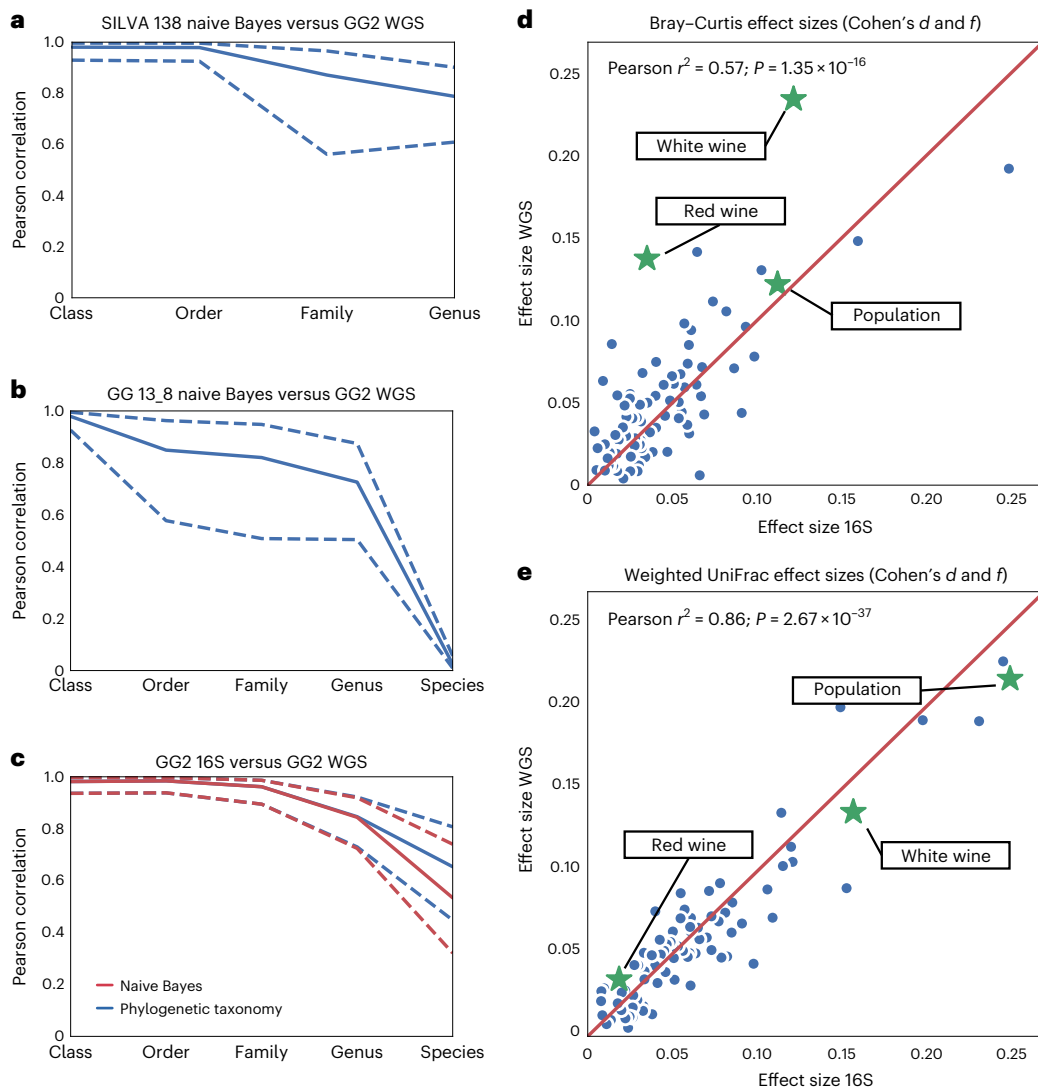 a
SILVA 138 naive Bayes versus GG2 WGS
Pearson correlation
1.0
0.8
0.6
0.4
0.2
0
Class Order Family Genus
b
GG 13_8 naive Bayes versus GG2 WGS
Pearson correlation
1.0
0.8
0.6
0.4
0.2
0
Class Order Family Genus Species
c
GG2 16S versus GG2 WGS
Pearson correlation
1.0
0.8
0.6
0.4
0.2
0
Naive Bayes
Phylogenetic taxonomy
Class Order Family Genus Species
d
Bray–Curtis effect sizes (Cohen's d and f)
Pearson r² = 0.57; P = 1.35 × 10⁻¹⁶
Effect size WGS
0.25
0.20
0.15
0.10
0.05
0
White wine
Red wine
Population
0 0.05 0.10 0.15 0.20 0.25
Effect size 16S
e
Weighted UniFrac effect sizes (Cohen's d and f)
Pearson r² = 0.86; P = 2.67 × 10⁻³⁷
Effect size WGS
0.25
0.20
0.15
0.10
0.05
0
Population
Red wine
White wine
0 0.05 0.10 0.15 0.20 0.25
Effect size 16S